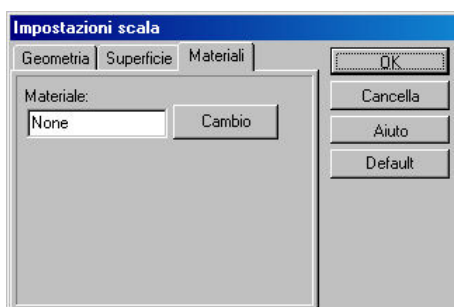 Impostazioni scala
Geometria Superficie Materiali
OK
Materiale:
Cancella
None
Cambio
Aiuto
Default